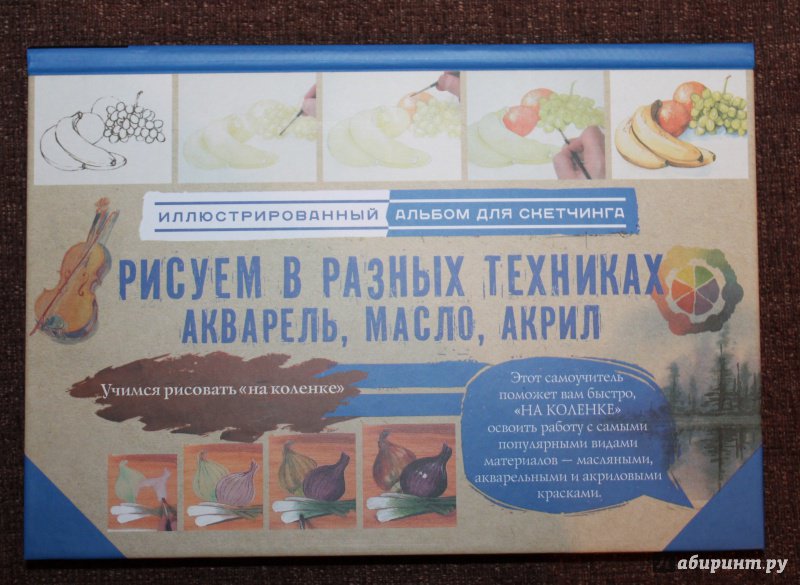 ИЛЛЮСТРИРОВАННЫЙ АЛЬБОМ ДЛЯ СКЕТЧИНГА
РИСУЕМ В РАЗНЫХ ТЕХНИКАХ
АКВАРЕЛЬ, МАСЛО, АКРИЛ
Учимся рисовать «на коленке»
Этот самоучитель
поможет вам быстро,
«НА КОЛЕНКЕ»
освоить работу с самыми
популярными видами
материалов — масляными,
акварельными и акриловыми
красками.
Лабиринт.ру